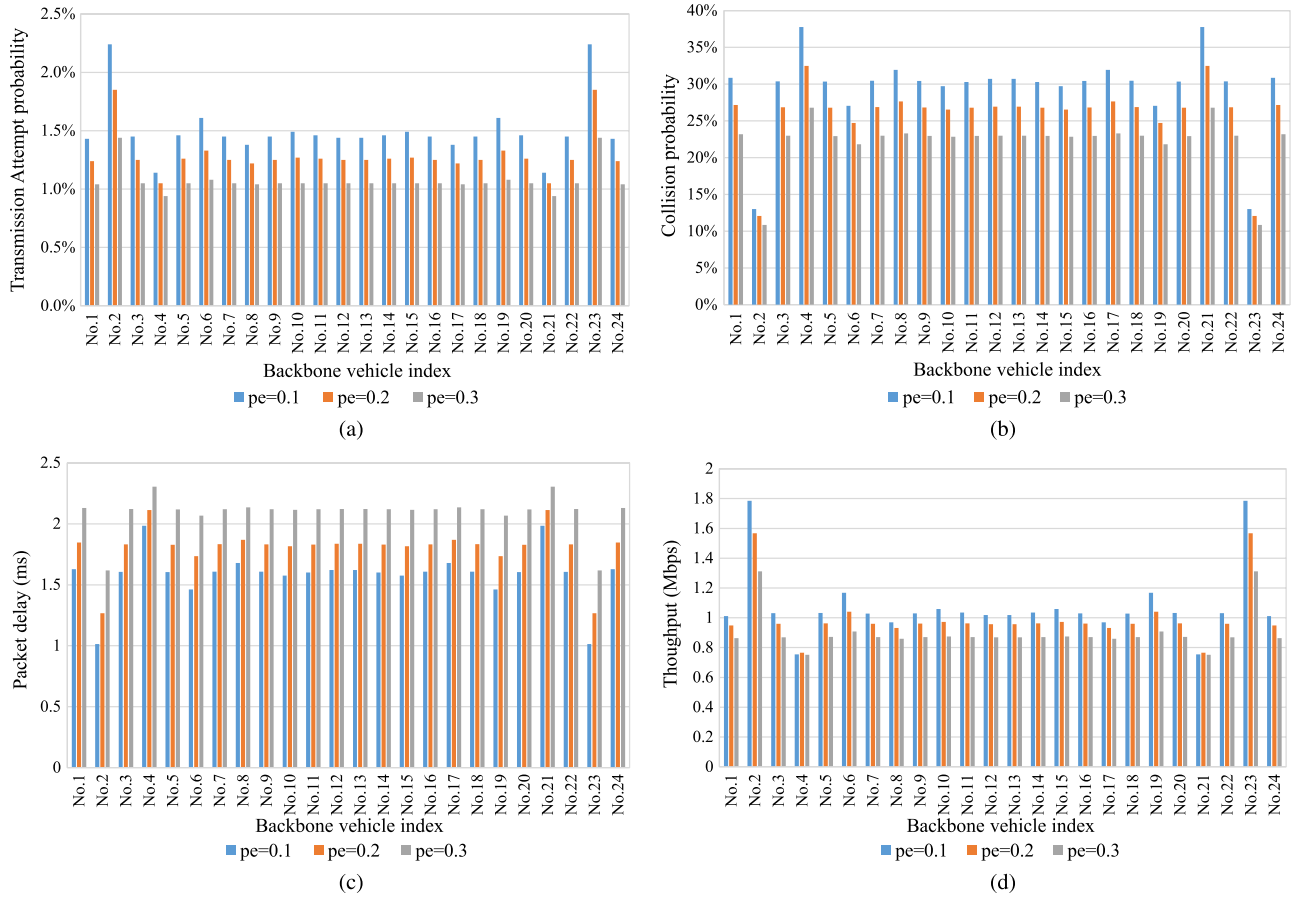 Transmission Attempt probability
2.5%
2.0%
1.5%
1.0%
0.5%
0.0%
No.1 No.2 No.3 No.4 No.5 No.6 No.7 No.8 No.9 No.10 No.11 No.12 No.13 No.14 No.15 No.16 No.17 No.18 No.19 No.20 No.21 No.22 No.23 No.24
Backbone vehicle index
pe=0.1 pe=0.2 pe=0.3
(a)
Collision probability
40%
35%
30%
25%
20%
15%
10%
5%
0%
No.1 No.2 No.3 No.4 No.5 No.6 No.7 No.8 No.9 No.10 No.11 No.12 No.13 No.14 No.15 No.16 No.17 No.18 No.19 No.20 No.21 No.22 No.23 No.24
Backbone vehicle index
pe=0.1 pe=0.2 pe=0.3
(b)
Packet delay (ms)
2.5
2
1.5
1
0.5
0
No.1 No.2 No.3 No.4 No.5 No.6 No.7 No.8 No.9 No.10 No.11 No.12 No.13 No.14 No.15 No.16 No.17 No.18 No.19 No.20 No.21 No.22 No.23 No.24
Backbone vehicle index
pe=0.1 pe=0.2 pe=0.3
(c)
Thoughput (Mbps)
2
1.8
1.6
1.4
1.2
1
0.8
0.6
0.4
0.2
0
No.1 No.2 No.3 No.4 No.5 No.6 No.7 No.8 No.9 No.10 No.11 No.12 No.13 No.14 No.15 No.16 No.17 No.18 No.19 No.20 No.21 No.22 No.23 No.24
Backbone vehicle index
pe=0.1 pe=0.2 pe=0.3
(d)